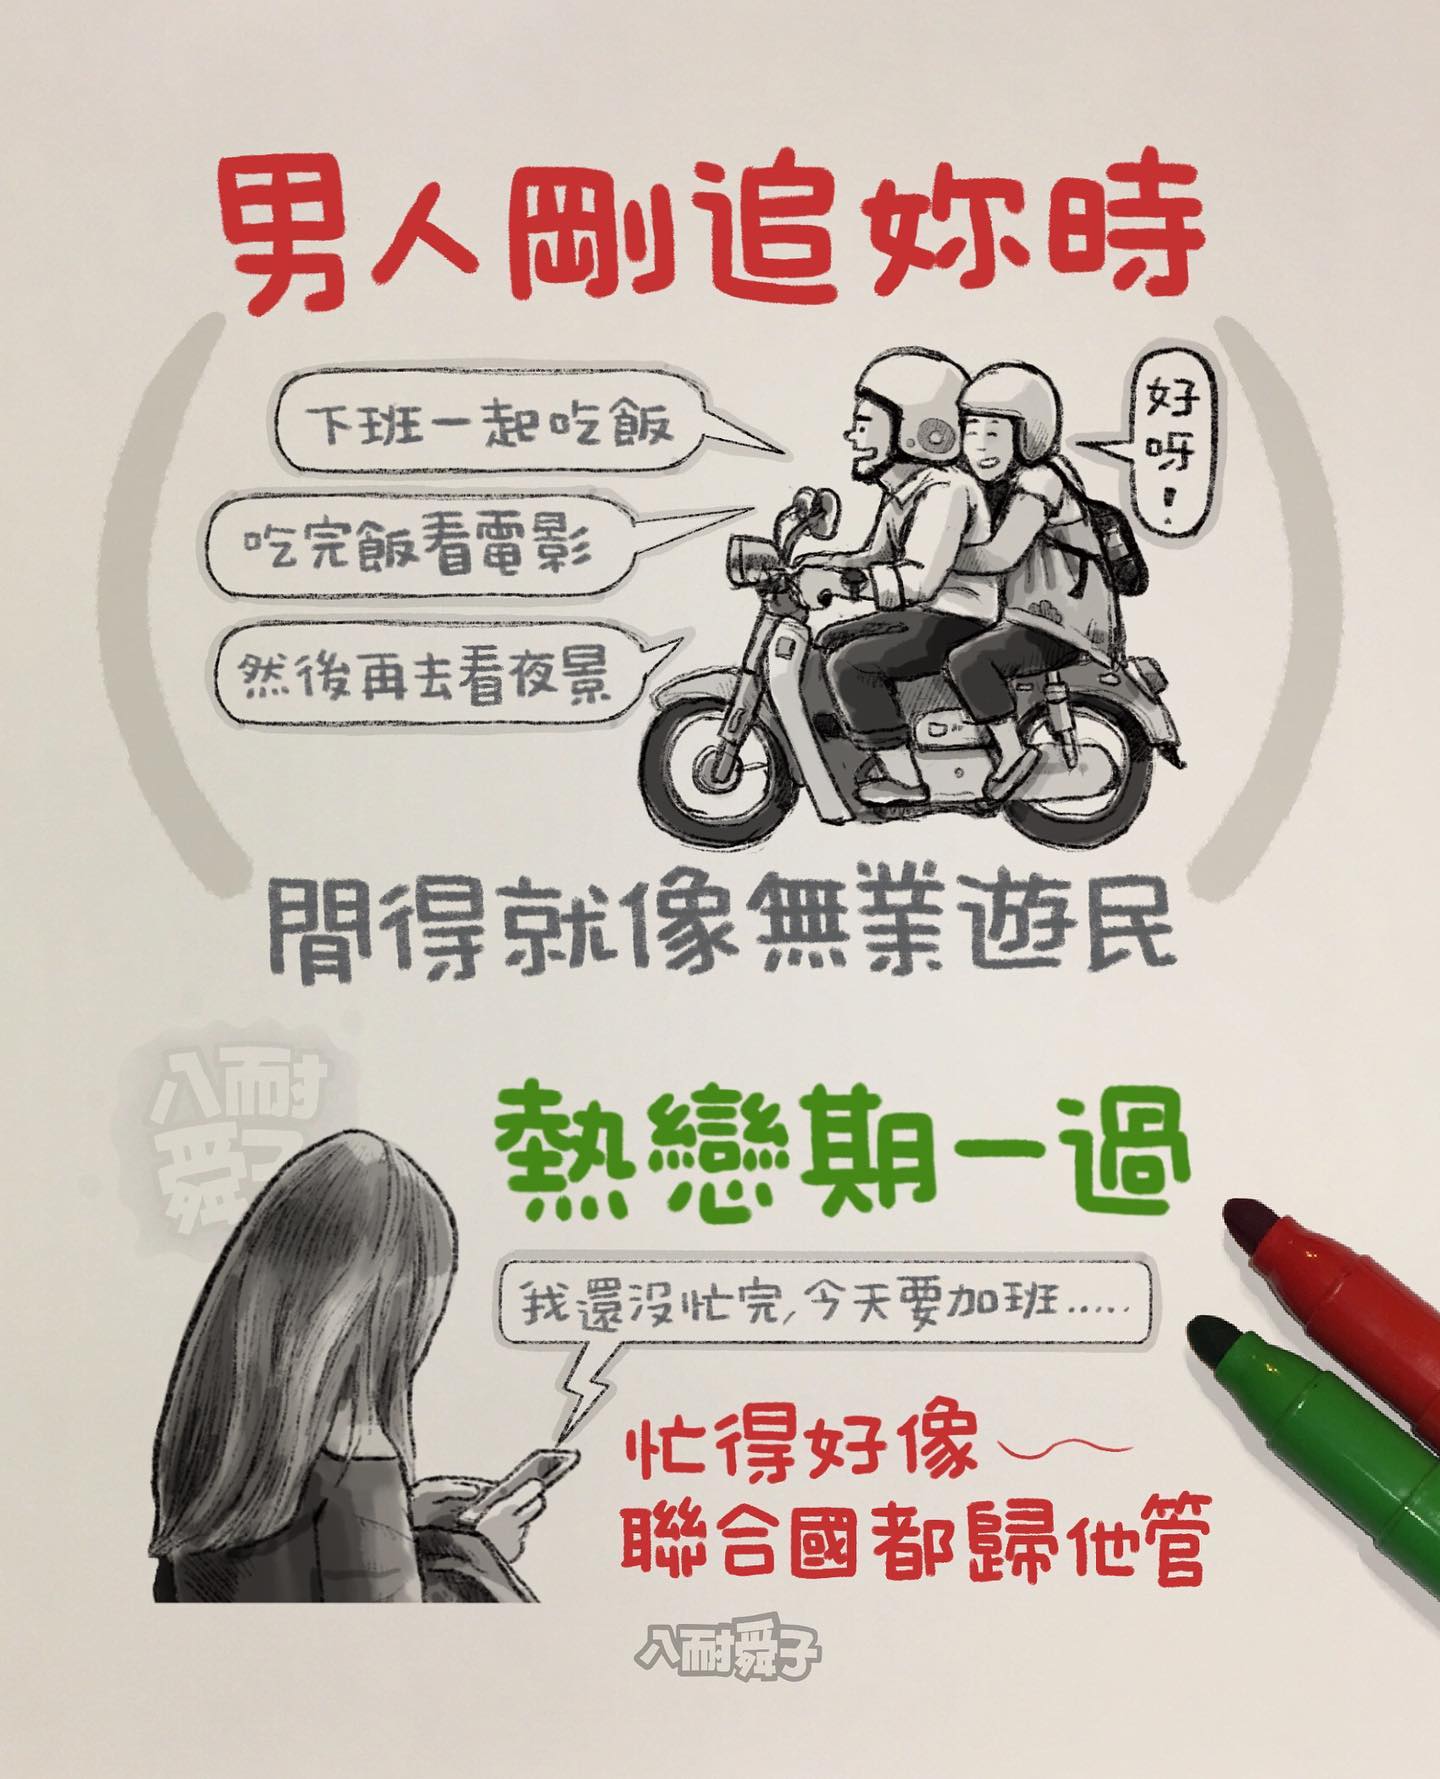 男人剛追妳時
下班一起吃飯
好呀!
吃完飯看電影
然後再去看夜景
閒得就像無業遊民
八耐
舜子
熱戀期一過
我還沒忙完,今天要加班.....
忙得好像
聯合國都歸他管
八耐舜子